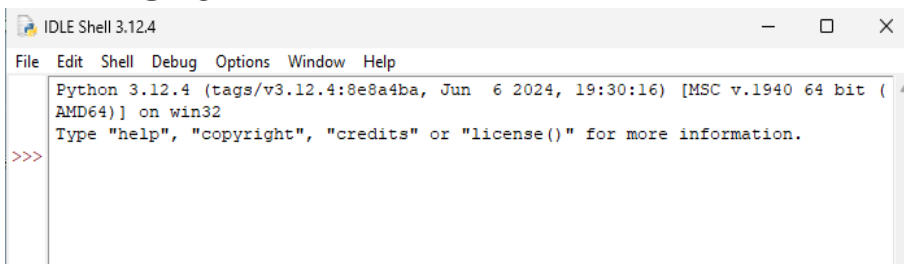 IDLE Shell 3.12.4
File Edit Shell Debug Options Window Help
Python 3.12.4 (tags/v3.12.4:8e8a4ba, Jun  6 2024, 19:30:16) [MSC v.1940 64 bit (
AMD64)] on win32
Type "help", "copyright", "credits" or "license()" for more information.
>>>